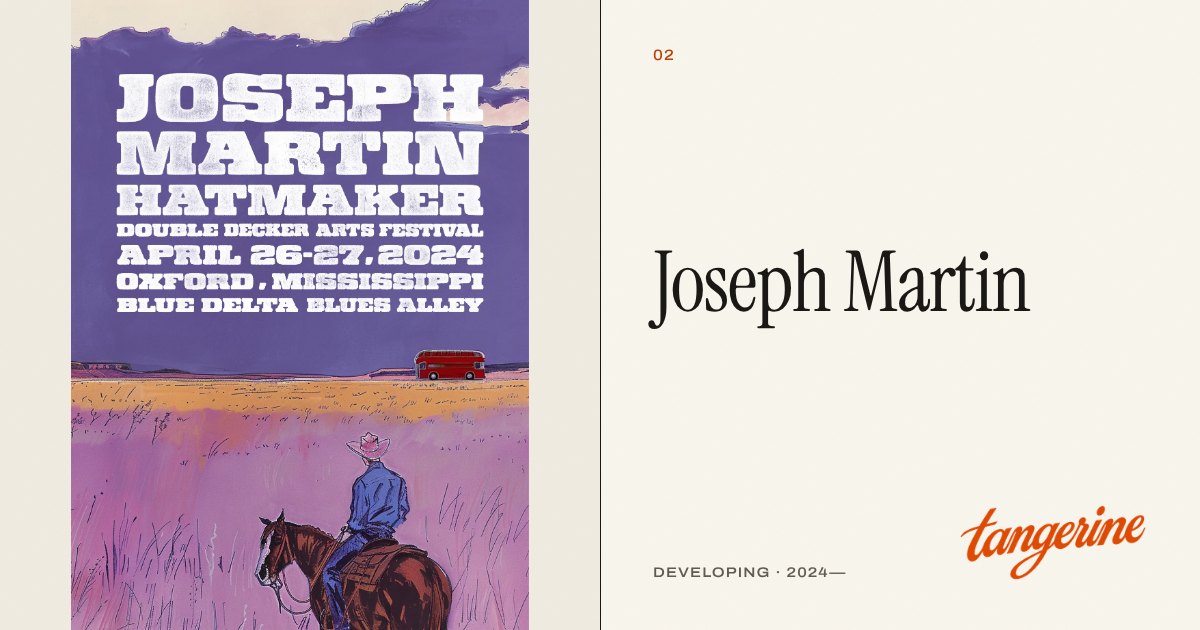 JOSEPH
MARTIN
HATMAKER
DOUBLE DECKER ARTS FESTIVAL
APRIL 26-27, 2024
OXFORD, MISSISSIPPI
BLUE DELTA BLUES ALLEY
02
Joseph Martin
DEVELOPING · 2024—
tangerine